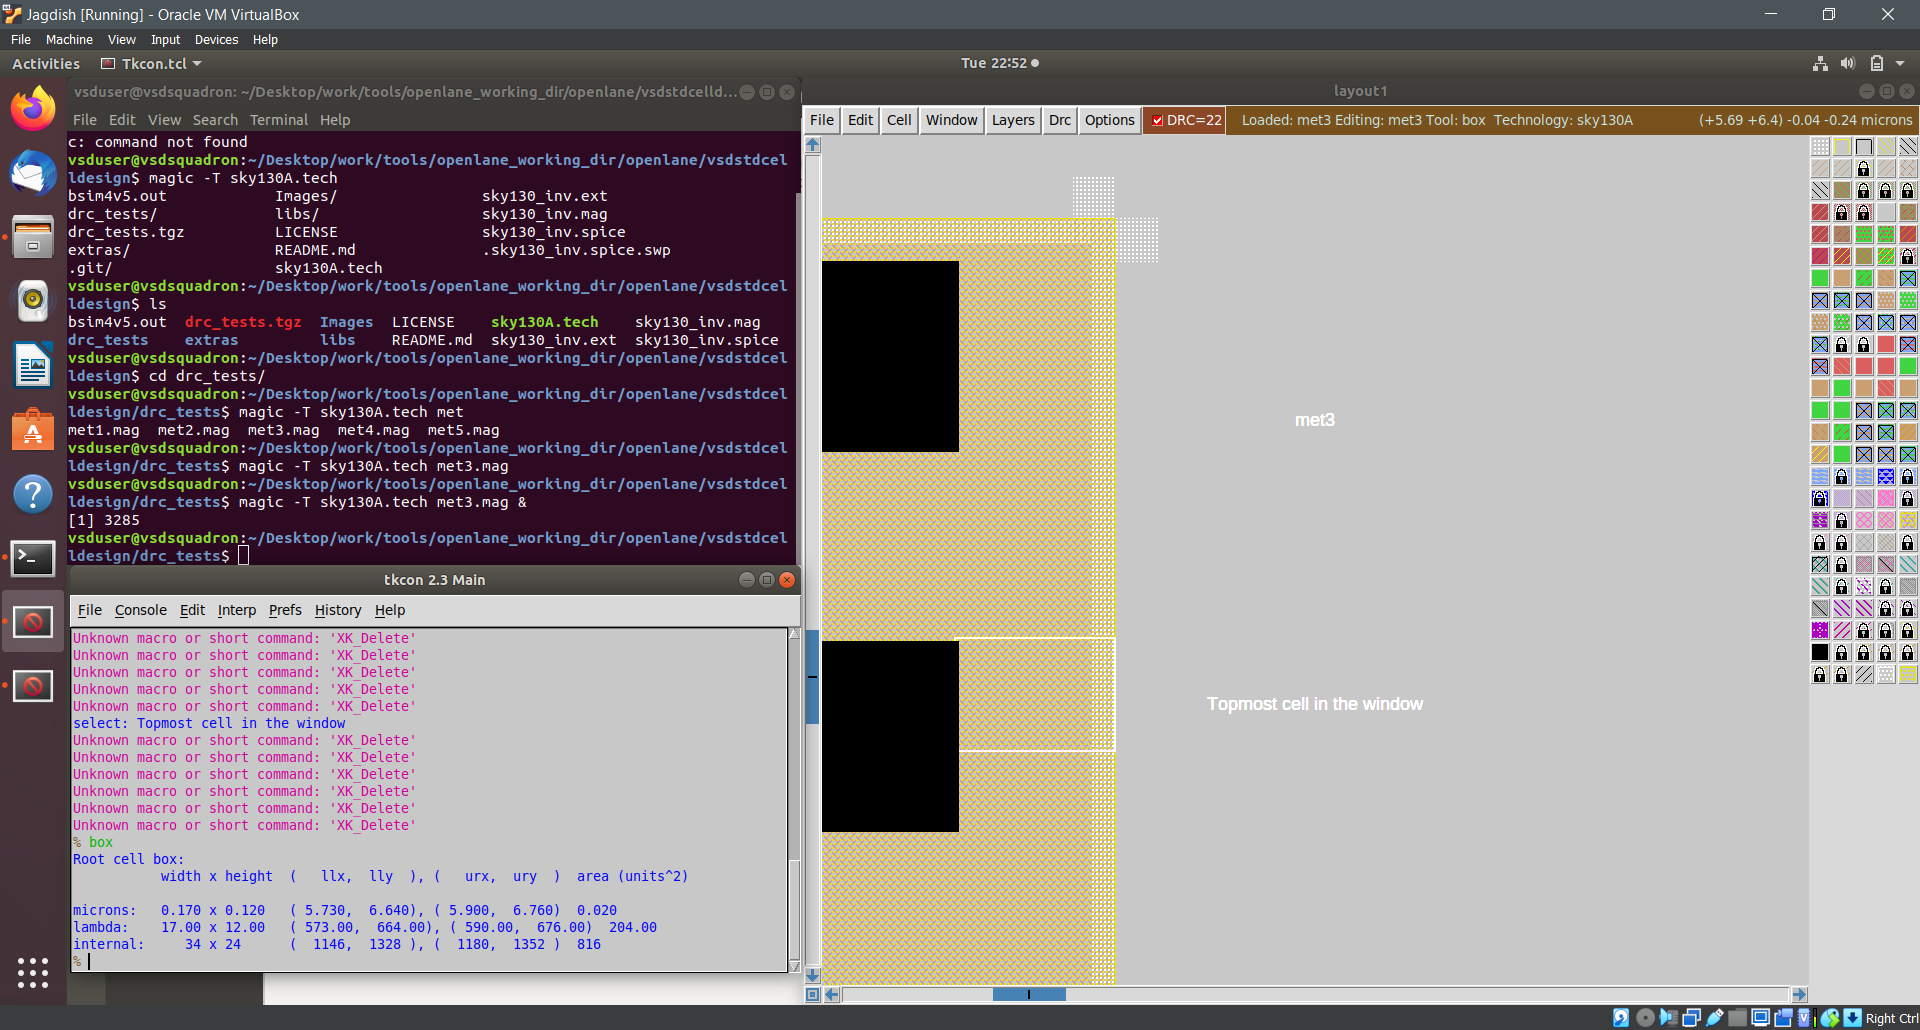 Jagdish [Running] - Oracle VM VirtualBox
File Machine View Input Devices Help
Activities Tkcon.tcl Tue 22:52
vsduser@vsdsquadron: ~/Desktop/work/tools/openlane_working_dir/openlane/vsdstdcelld...
File Edit View Search Terminal Help
c: command not found
vsduser@vsdsquadron:~/Desktop/work/tools/openlane_working_dir/openlane/vsdstdcel
ldesign$ magic -T sky130A.tech
bsim4v5.out Images/ sky130_inv.ext
drc_tests/ libs/ sky130_inv.mag
drc_tests.tgz LICENSE sky130_inv.spice
extras/ README.md .sky130_inv.spice.swp
.git/ sky130A.tech
vsduser@vsdsquadron:~/Desktop/work/tools/openlane_working_dir/openlane/vsdstdcel
ldesign$ ls
bsim4v5.out drc_tests.tgz Images LICENSE sky130A.tech sky130_inv.mag
drc_tests extras libs README.md sky130_inv.ext sky130_inv.spice
vsduser@vsdsquadron:~/Desktop/work/tools/openlane_working_dir/openlane/vsdstdcel
ldesign$ cd drc_tests/
vsduser@vsdsquadron:~/Desktop/work/tools/openlane_working_dir/openlane/vsdstdcel
ldesign/drc_tests$ magic -T sky130A.tech met
met1.mag met2.mag met3.mag met4.mag met5.mag
vsduser@vsdsquadron:~/Desktop/work/tools/openlane_working_dir/openlane/vsdstdcel
ldesign/drc_tests$ magic -T sky130A.tech met3.mag
vsduser@vsdsquadron:~/Desktop/work/tools/openlane_working_dir/openlane/vsdstdcel
ldesign/drc_tests$ magic -T sky130A.tech met3.mag &
[1] 3285
vsduser@vsdsquadron:~/Desktop/work/tools/openlane_working_dir/openlane/vsdstdcel
ldesign/drc_tests$
tkcon 2.3 Main
File Console Edit Interp Prefs History Help
Unknown macro or short command: 'XK_Delete'
Unknown macro or short command: 'XK_Delete'
Unknown macro or short command: 'XK_Delete'
Unknown macro or short command: 'XK_Delete'
Unknown macro or short command: 'XK_Delete'
select: Topmost cell in the window
Unknown macro or short command: 'XK_Delete'
Unknown macro or short command: 'XK_Delete'
Unknown macro or short command: 'XK_Delete'
Unknown macro or short command: 'XK_Delete'
Unknown macro or short command: 'XK_Delete'
Unknown macro or short command: 'XK_Delete'
% box
Root cell box:
width x height ( llx, lly ), ( urx, ury ) area (units^2)
microns: 0.170 x 0.120 ( 5.730, 6.640), ( 5.900, 6.760) 0.020
lambda: 17.00 x 12.00 ( 573.00, 664.00), ( 590.00, 676.00) 204.00
internal: 34 x 24 ( 1146, 1328 ), ( 1180, 1352 ) 816
%
layout1
File Edit Cell Window Layers Drc Options DRC=22 Loaded: met3 Editing: met3 Tool: box Technology: sky130A (+5.69 +6.4) -0.04 -0.24 microns
met3
Topmost cell in the window
Right Ctrl